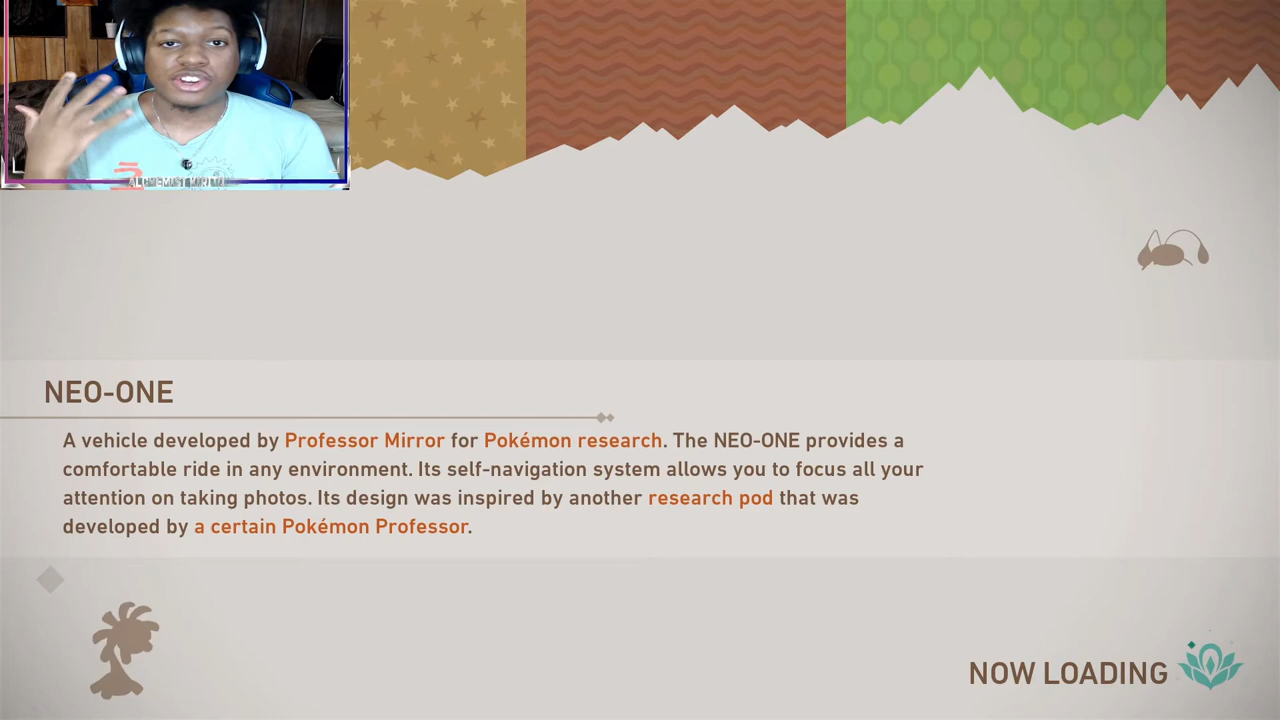 ALCHEMIST KIRITO
NEO-ONE
A vehicle developed by Professor Mirror for Pokémon research. The NEO-ONE provides a
comfortable ride in any environment. Its self-navigation system allows you to focus all your
attention on taking photos. Its design was inspired by another research pod that was
developed by a certain Pokémon Professor.
NOW LOADING